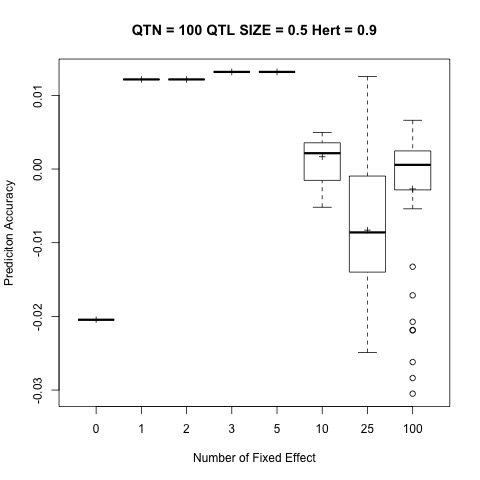 QTN = 100 QTL SIZE = 0.5 Hert = 0.9
Prediciton Accuracy
0.01
0.00
-0.01
-0.02
-0.03
0 1 2 3 5 10 25 100
Number of Fixed Effect